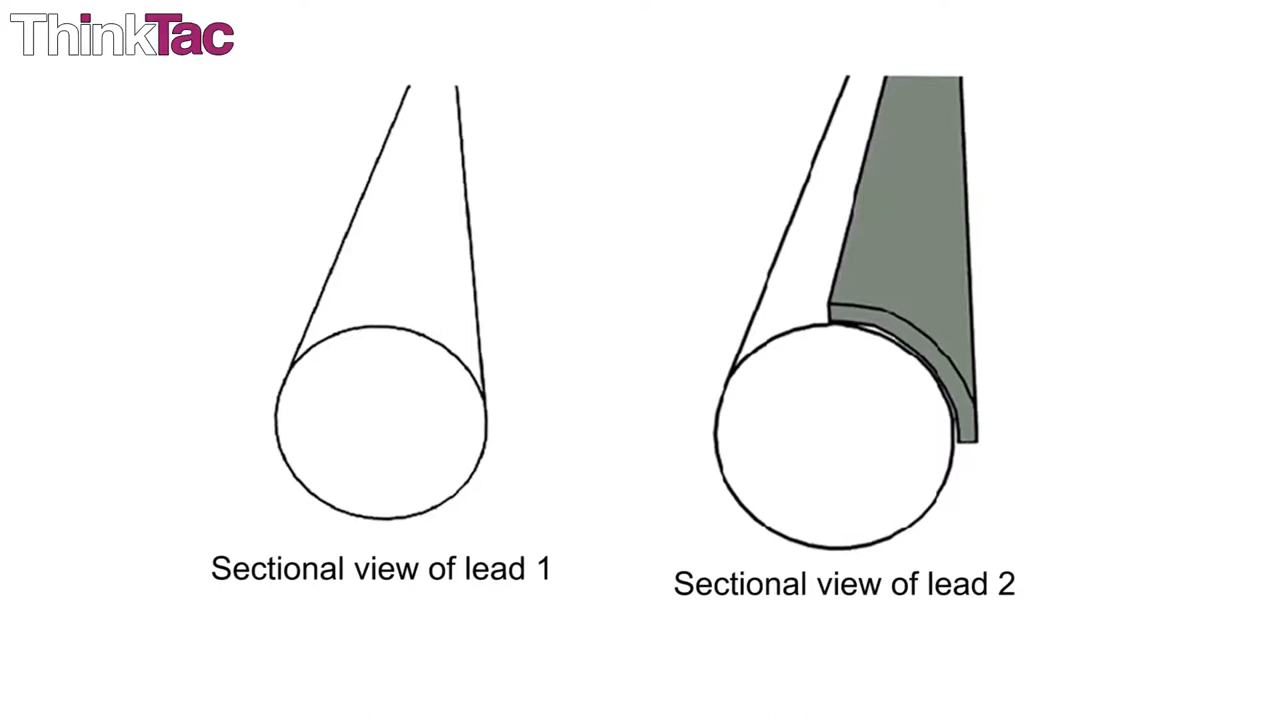 ThinkTac
Sectional view of lead 1
Sectional view of lead 2